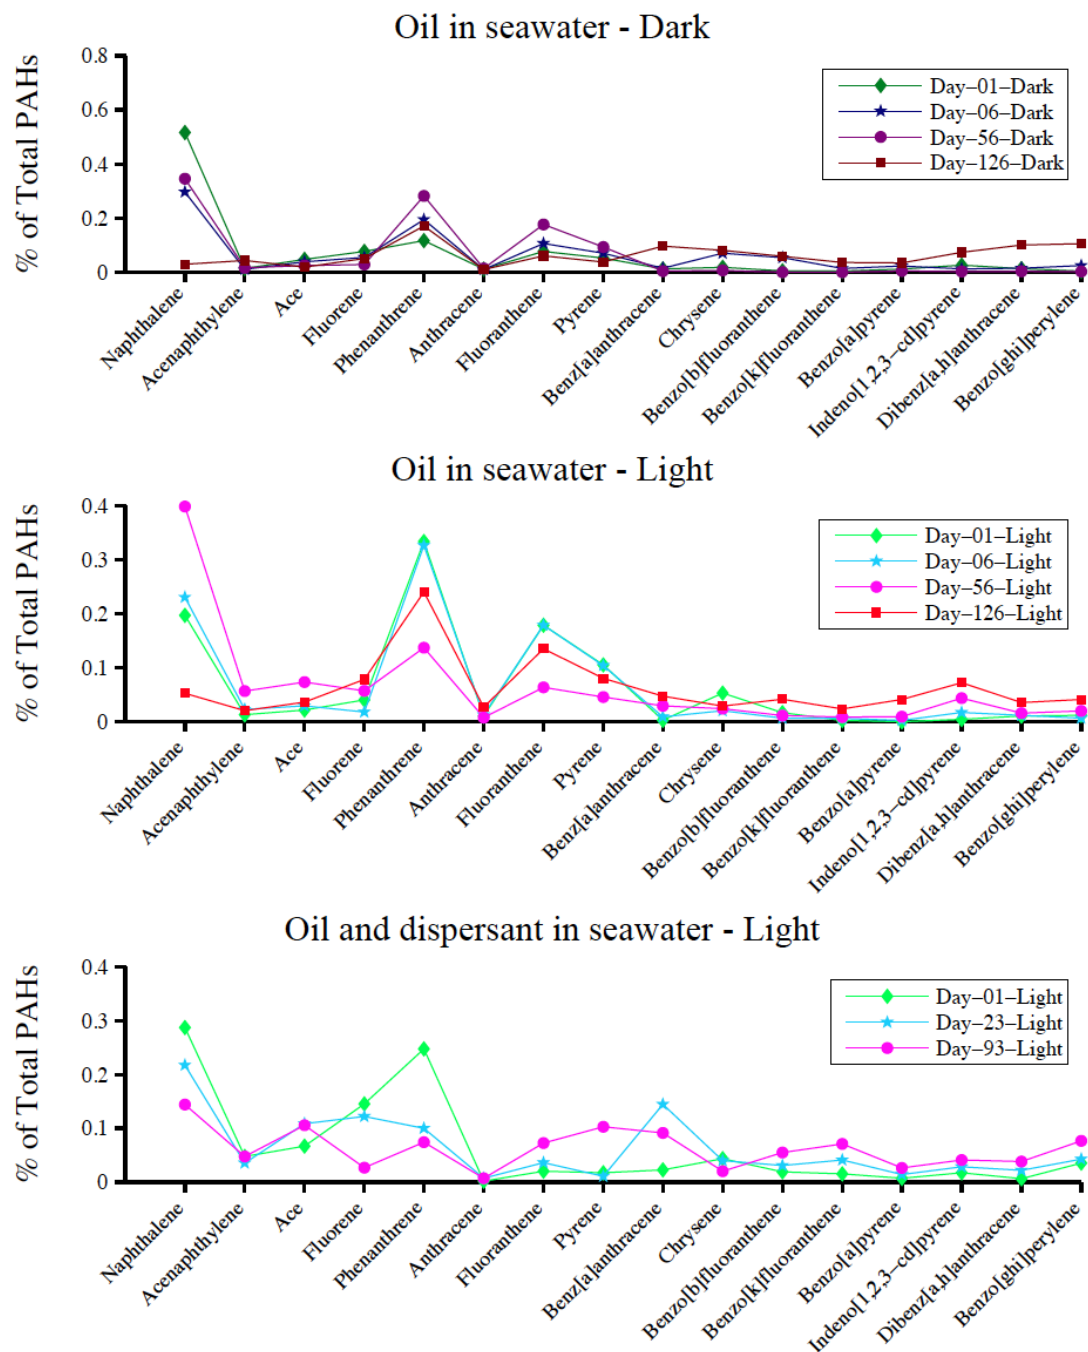 Oil in seawater - Dark
% of Total PAHs
0.8
0.6
0.4
0.2
0
Day–01–Dark
Day–06–Dark
Day–56–Dark
Day–126–Dark
Naphthalene
Acenaphthylene
Ace
Fluorene
Phenanthrene
Anthracene
Fluoranthene
Pyrene
Benz[a]anthracene
Chrysene
Benzo[b]fluoranthene
Benzo[k]fluoranthene
Benzo[a]pyrene
Indeno[1,2,3–cd]pyrene
Dibenz[a,h]anthracene
Benzo[ghi]perylene
Oil in seawater - Light
% of Total PAHs
0.4
0.3
0.2
0.1
0
Day–01–Light
Day–06–Light
Day–56–Light
Day–126–Light
Naphthalene
Acenaphthylene
Ace
Fluorene
Phenanthrene
Anthracene
Fluoranthene
Pyrene
Benz[a]anthracene
Chrysene
Benzo[b]fluoranthene
Benzo[k]fluoranthene
Benzo[a]pyrene
Indeno[1,2,3–cd]pyrene
Dibenz[a,h]anthracene
Benzo[ghi]perylene
Oil and dispersant in seawater - Light
% of Total PAHs
0.4
0.3
0.2
0.1
0
Day–01–Light
Day–23–Light
Day–93–Light
Naphthalene
Acenaphthylene
Ace
Fluorene
Phenanthrene
Anthracene
Fluoranthene
Pyrene
Benz[a]anthracene
Chrysene
Benzo[b]fluoranthene
Benzo[k]fluoranthene
Benzo[a]pyrene
Indeno[1,2,3–cd]pyrene
Dibenz[a,h]anthracene
Benzo[ghi]perylene